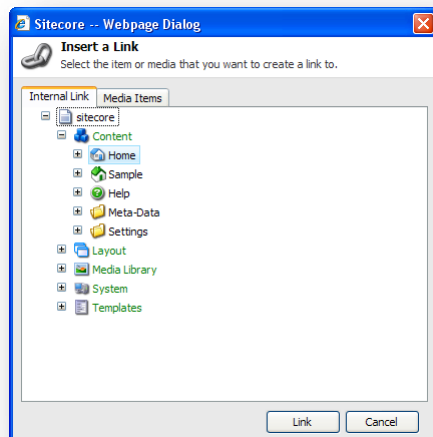 Sitecore -- Webpage Dialog
Insert a Link
Select the item or media that you want to create a link to.
Internal Link Media Items
sitecore
Content
Home
Sample
Help
Meta-Data
Settings
Layout
Media Library
System
Templates
Link Cancel